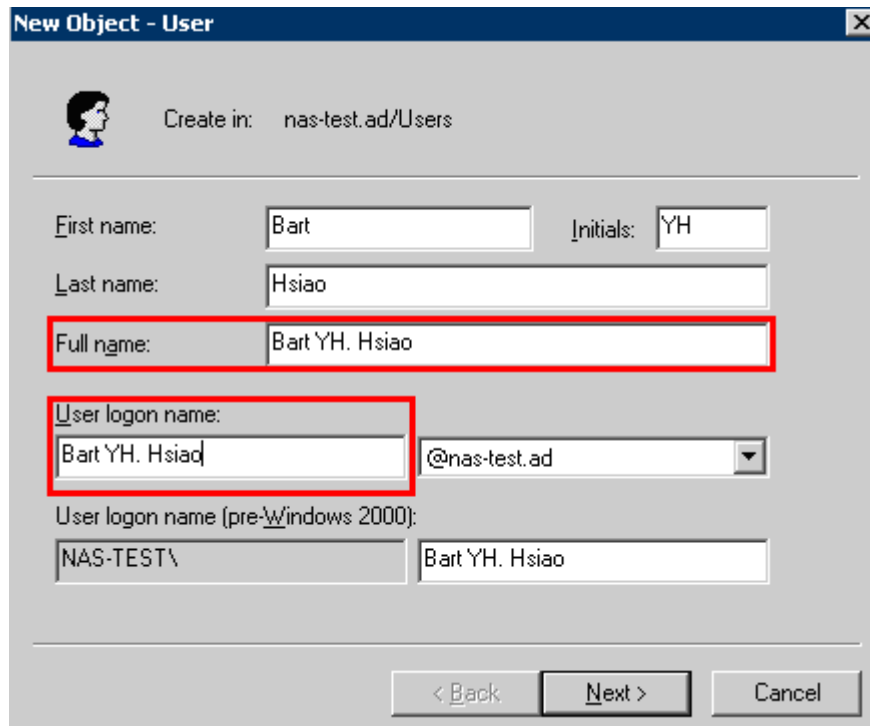 New Object - User
Create in: nas-test.ad/Users
First name: Bart Initials: YH
Last name: Hsiao
Full name: Bart YH. Hsiao
User logon name:
Bart YH. Hsiao @nas-test.ad
User logon name (pre-Windows 2000):
NAS-TEST\ Bart YH. Hsiao
< Back Next > Cancel